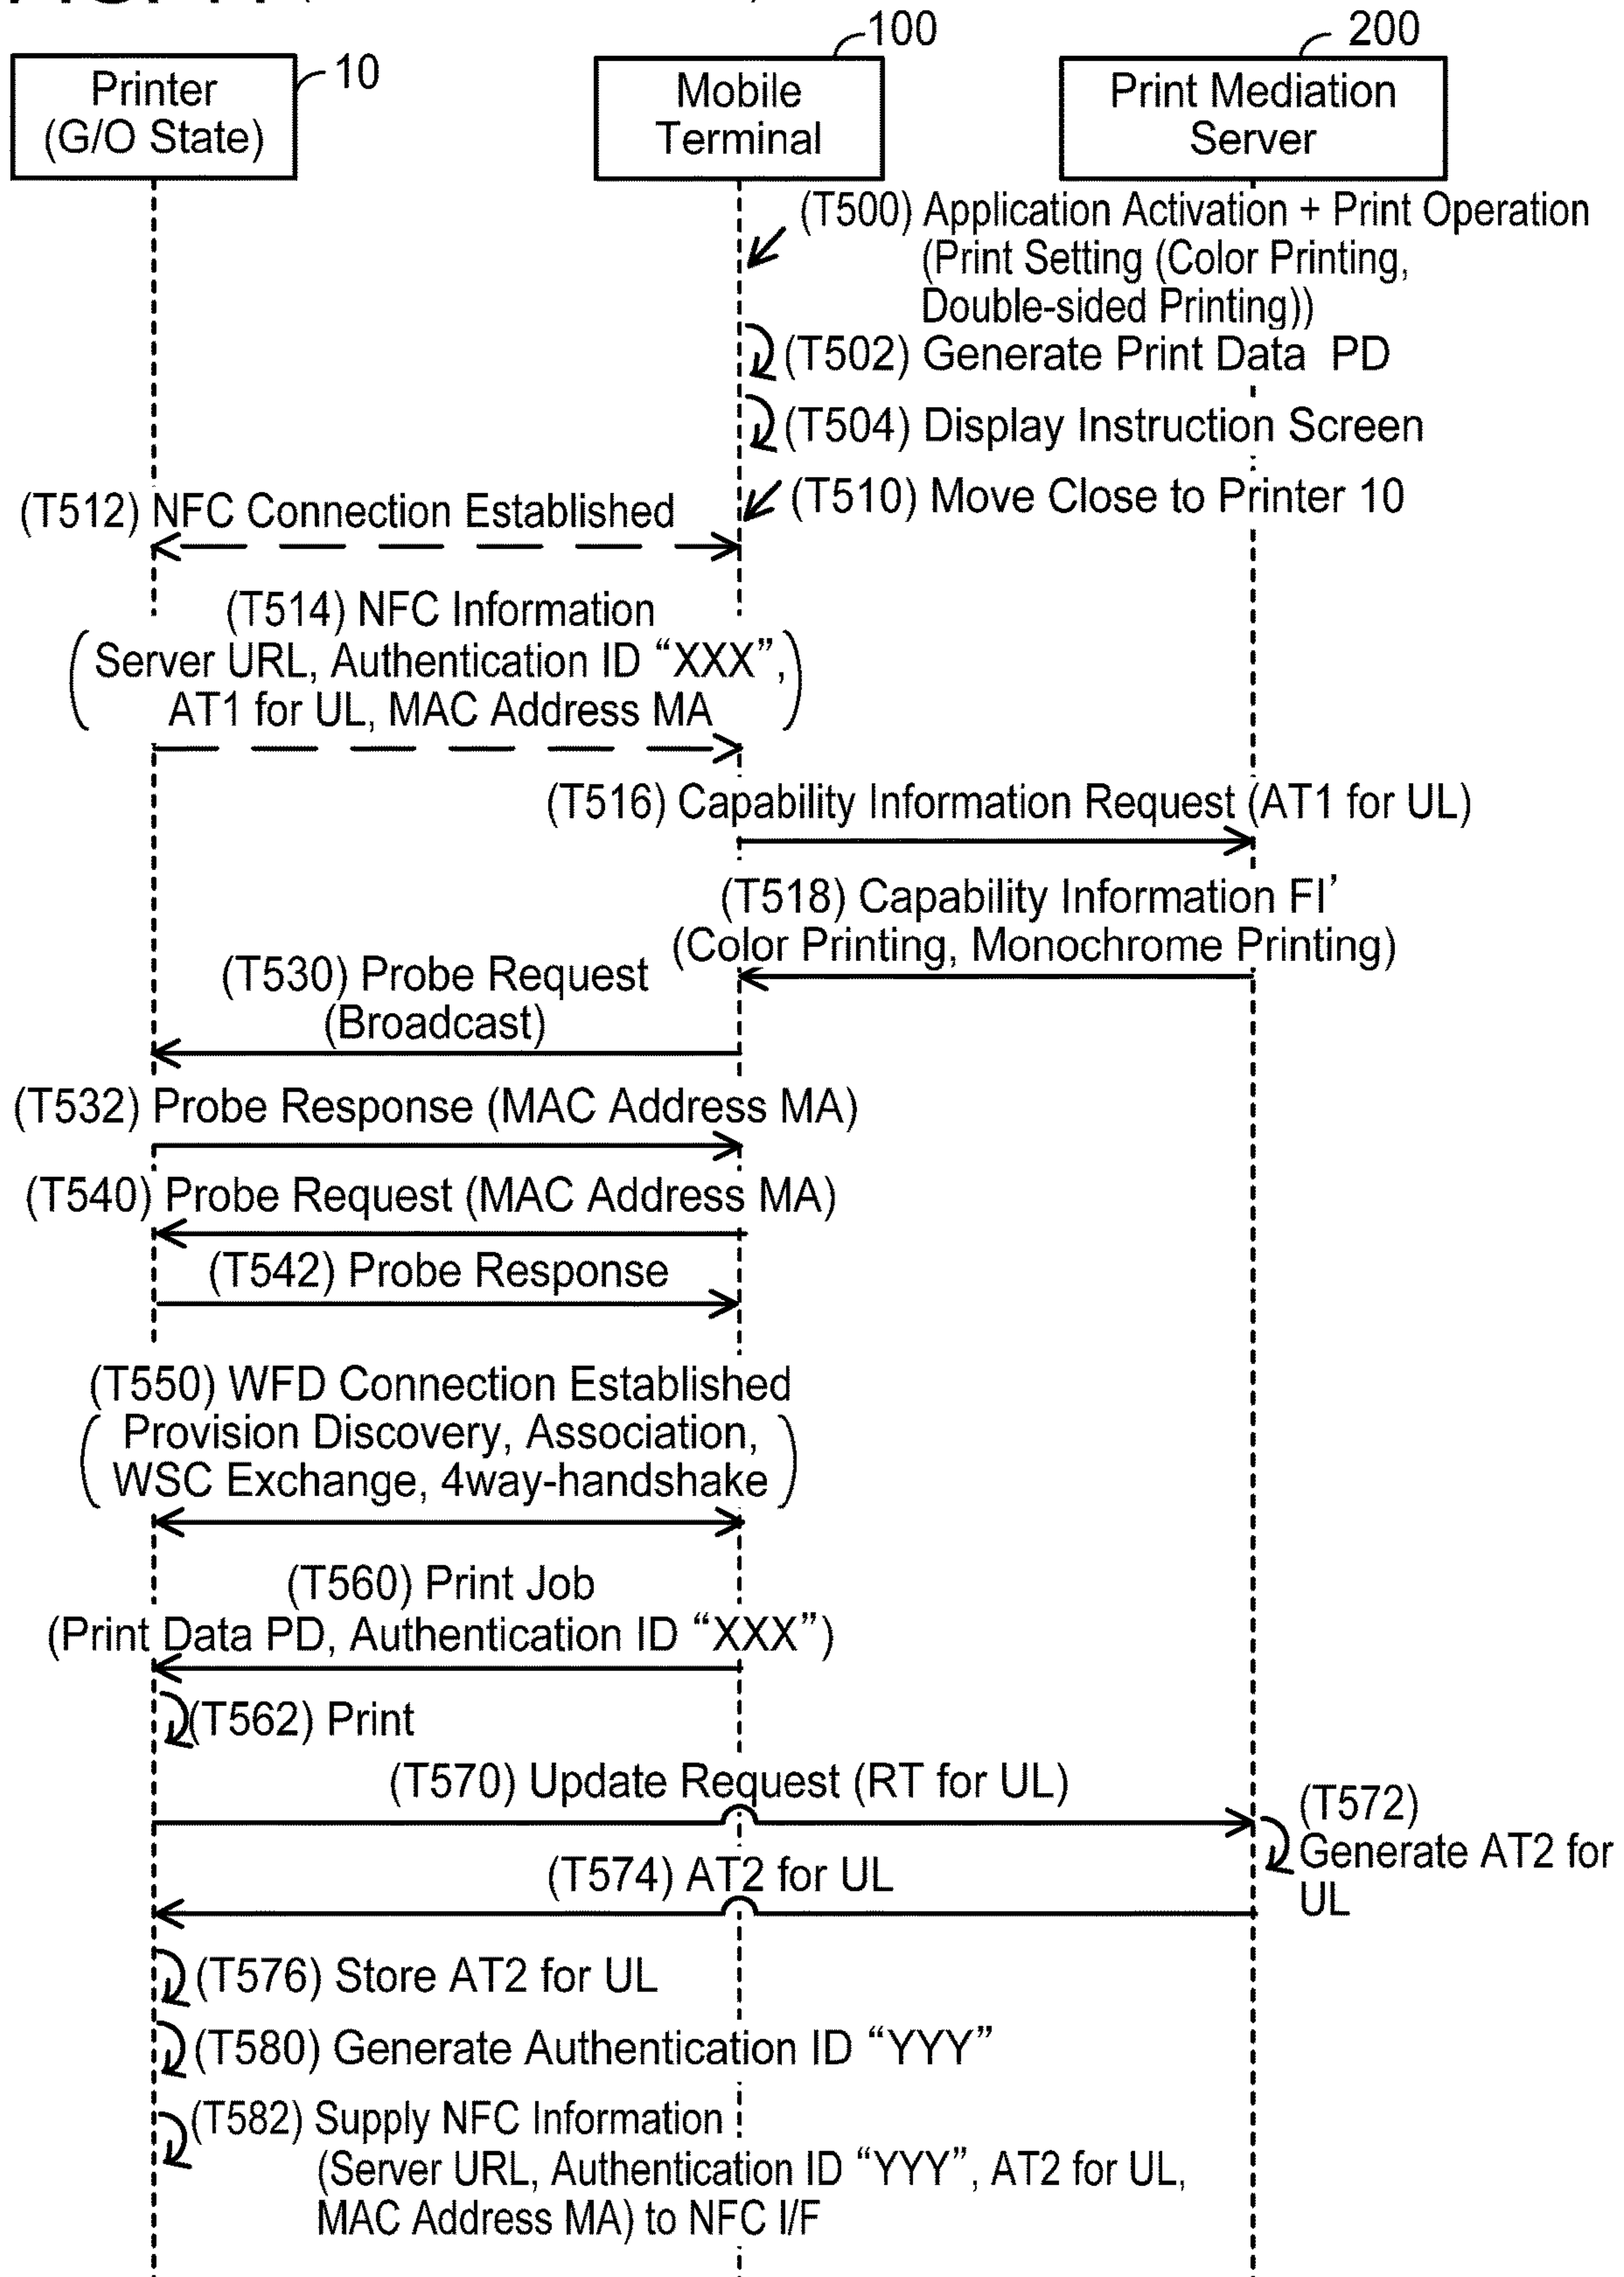 100
200
10
Printer
(G/O State)
Mobile
Terminal
Print Mediation
Server
(T500) Application Activation + Print Operation
(Print Setting (Color Printing,
Double-sided Printing))
(T502) Generate Print Data PD
(T504) Display Instruction Screen
(T510) Move Close to Printer 10
(T512) NFC Connection Established
(T514) NFC Information
(Server URL, Authentication ID “XXX”,
AT1 for UL, MAC Address MA)
(T516) Capability Information Request (AT1 for UL)
(T518) Capability Information FI’
(Color Printing, Monochrome Printing)
(T530) Probe Request
(Broadcast)
(T532) Probe Response (MAC Address MA)
(T540) Probe Request (MAC Address MA)
(T542) Probe Response
(T550) WFD Connection Established
(Provision Discovery, Association,
WSC Exchange, 4way-handshake)
(T560) Print Job
(Print Data PD, Authentication ID “XXX”)
(T562) Print
(T570) Update Request (RT for UL)
(T572)
Generate AT2 for
UL
(T574) AT2 for UL
(T576) Store AT2 for UL
(T580) Generate Authentication ID “YYY”
(T582) Supply NFC Information
(Server URL, Authentication ID “YYY”, AT2 for UL,
MAC Address MA) to NFC I/F